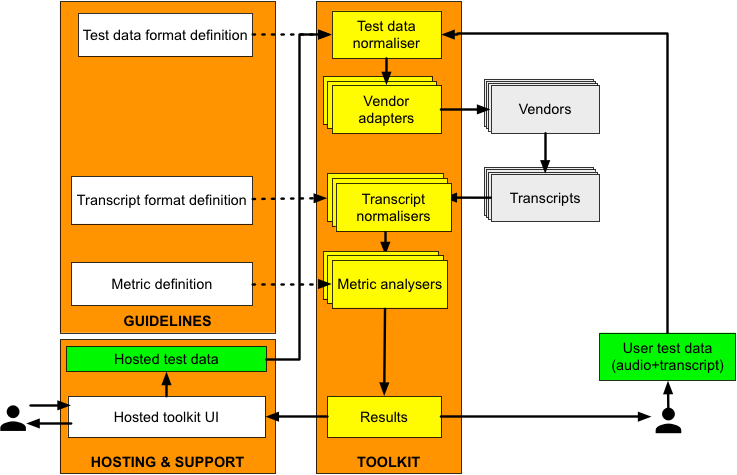 Test data format definition
Test data
normaliser
Vendor
adapters
Vendors
Transcript format definition
Transcript
normalisers
Transcripts
Metric definition
Metric analysers
GUIDELINES
Hosted test data
User test data
(audio+transcript)
Hosted toolkit UI
Results
HOSTING & SUPPORT
TOOLKIT